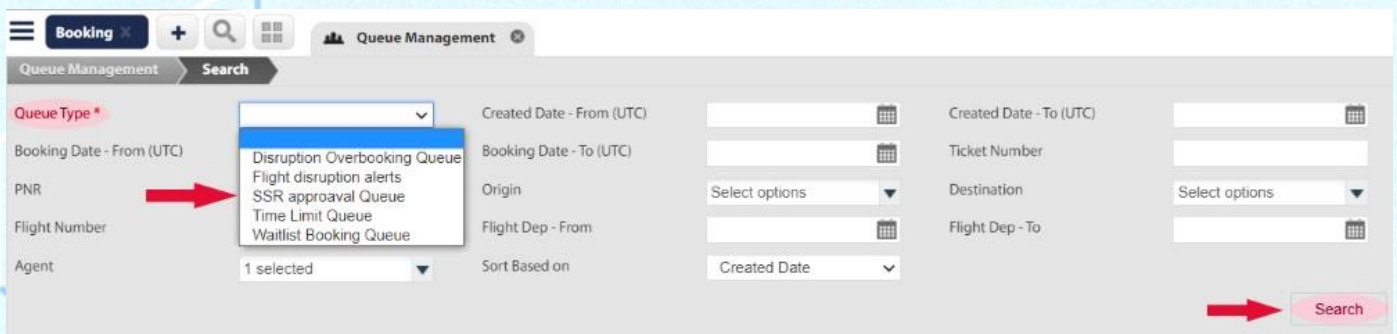 Booking X
Queue Management
Queue Management Search
Queue Type * Created Date - From (UTC) Created Date - To (UTC)
Booking Date - From (UTC) Disruption Overbooking Queue Booking Date - To (UTC) Ticket Number
Flight disruption alerts
PNR SSR approaval Queue Origin Select options Destination Select options
Time Limit Queue
Flight Number Waitlist Booking Queue Flight Dep - From Flight Dep - To
Agent 1 selected Sort Based on Created Date
Search